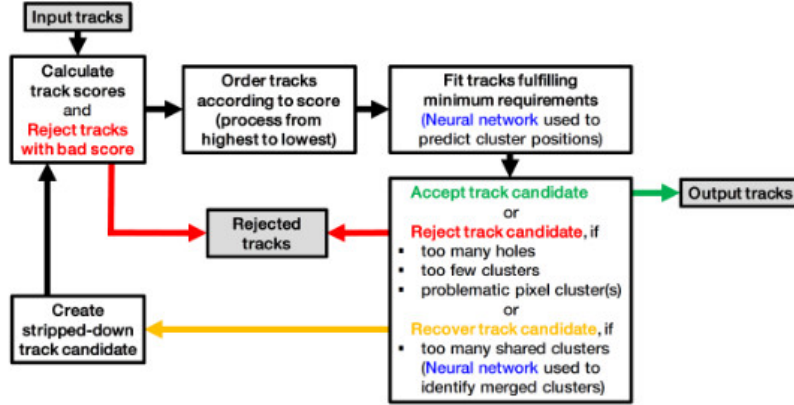 Input tracks
Calculate
track scores
and
Reject tracks
with bad score
Order tracks
according to score
(process from
highest to lowest)
Fit tracks fulfilling
minimum requirements
(Neural network used to
predict cluster positions)
Accept track candidate
or
Reject track candidate, if
▪ too many holes
▪ too few clusters
▪ problematic pixel cluster(s)
or
Recover track candidate, if
▪ too many shared clusters
(Neural network used to
identify merged clusters)
Output tracks
Rejected
tracks
Create
stripped-down
track candidate